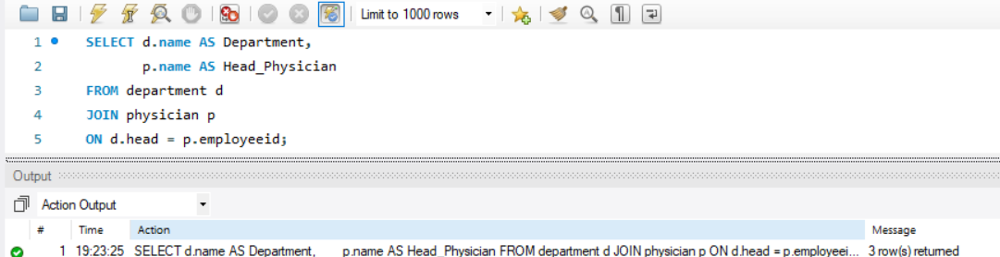 Limit to 1000 rows
1 SELECT d.name AS Department,
2 p.name AS Head_Physician
3 FROM department d
4 JOIN physician p
5 ON d.head = p.employeeid;
Output
Action Output
# Time Action Message
1 19:23:25 SELECT d.name AS Department, p.name AS Head_Physician FROM department d JOIN physician p ON d.head = p.employeei... 3 row(s) returned